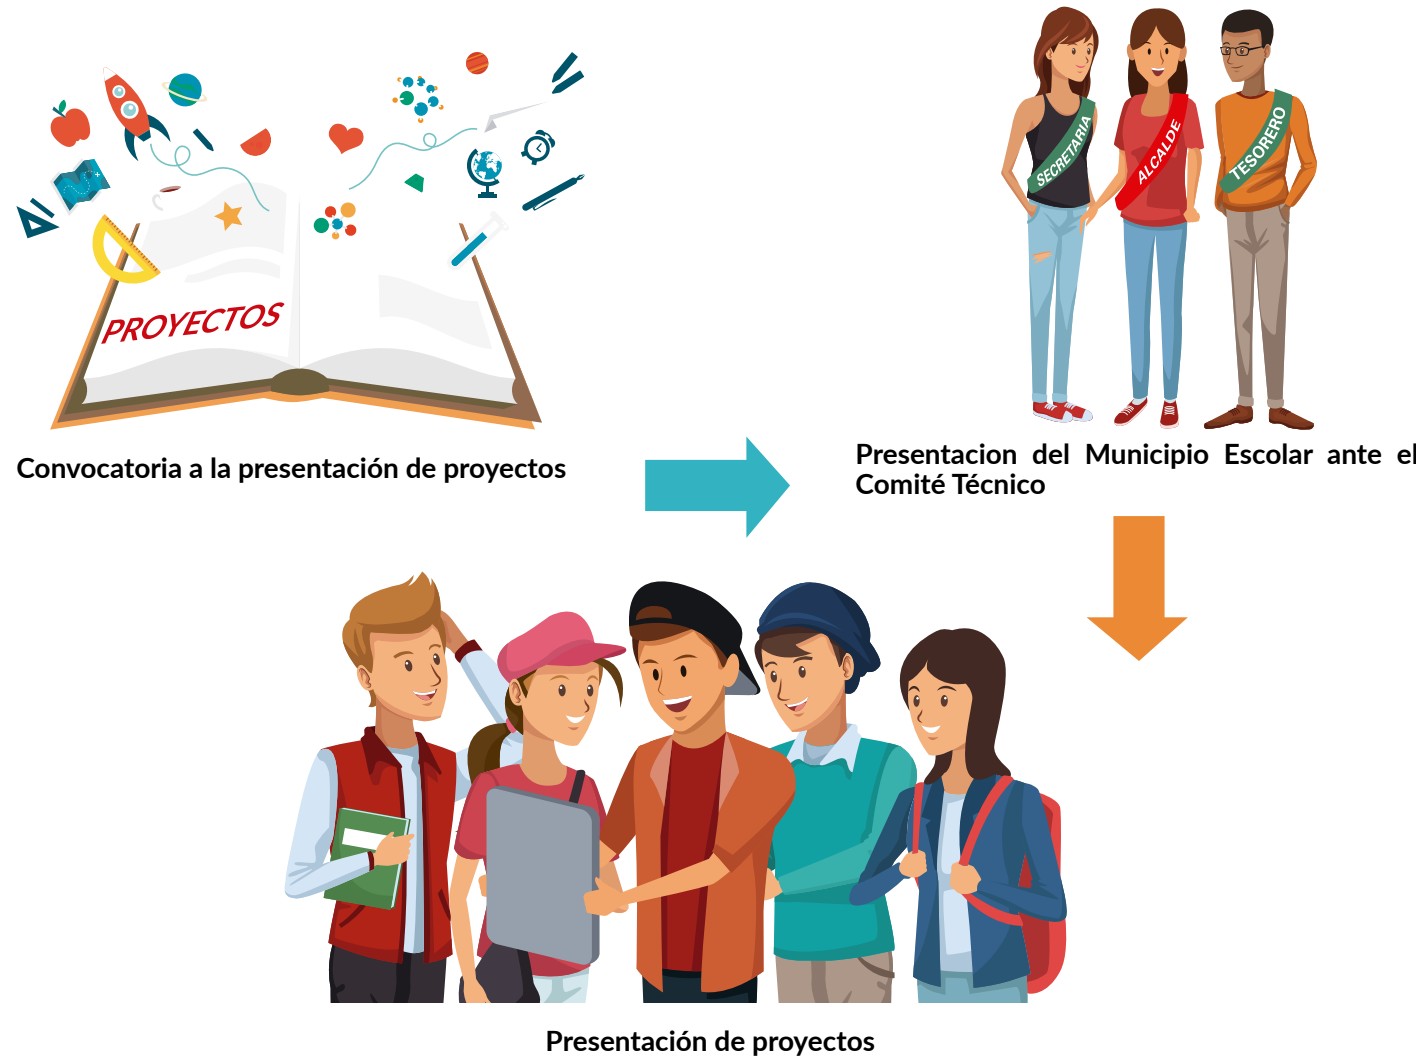 PROYECTOS
SECRETARIA
ALCALDE
TESORERO
Convocatoria a la presentación de proyectos
Presentacion del Municipio Escolar ante el
Comité Técnico
Presentación de proyectos